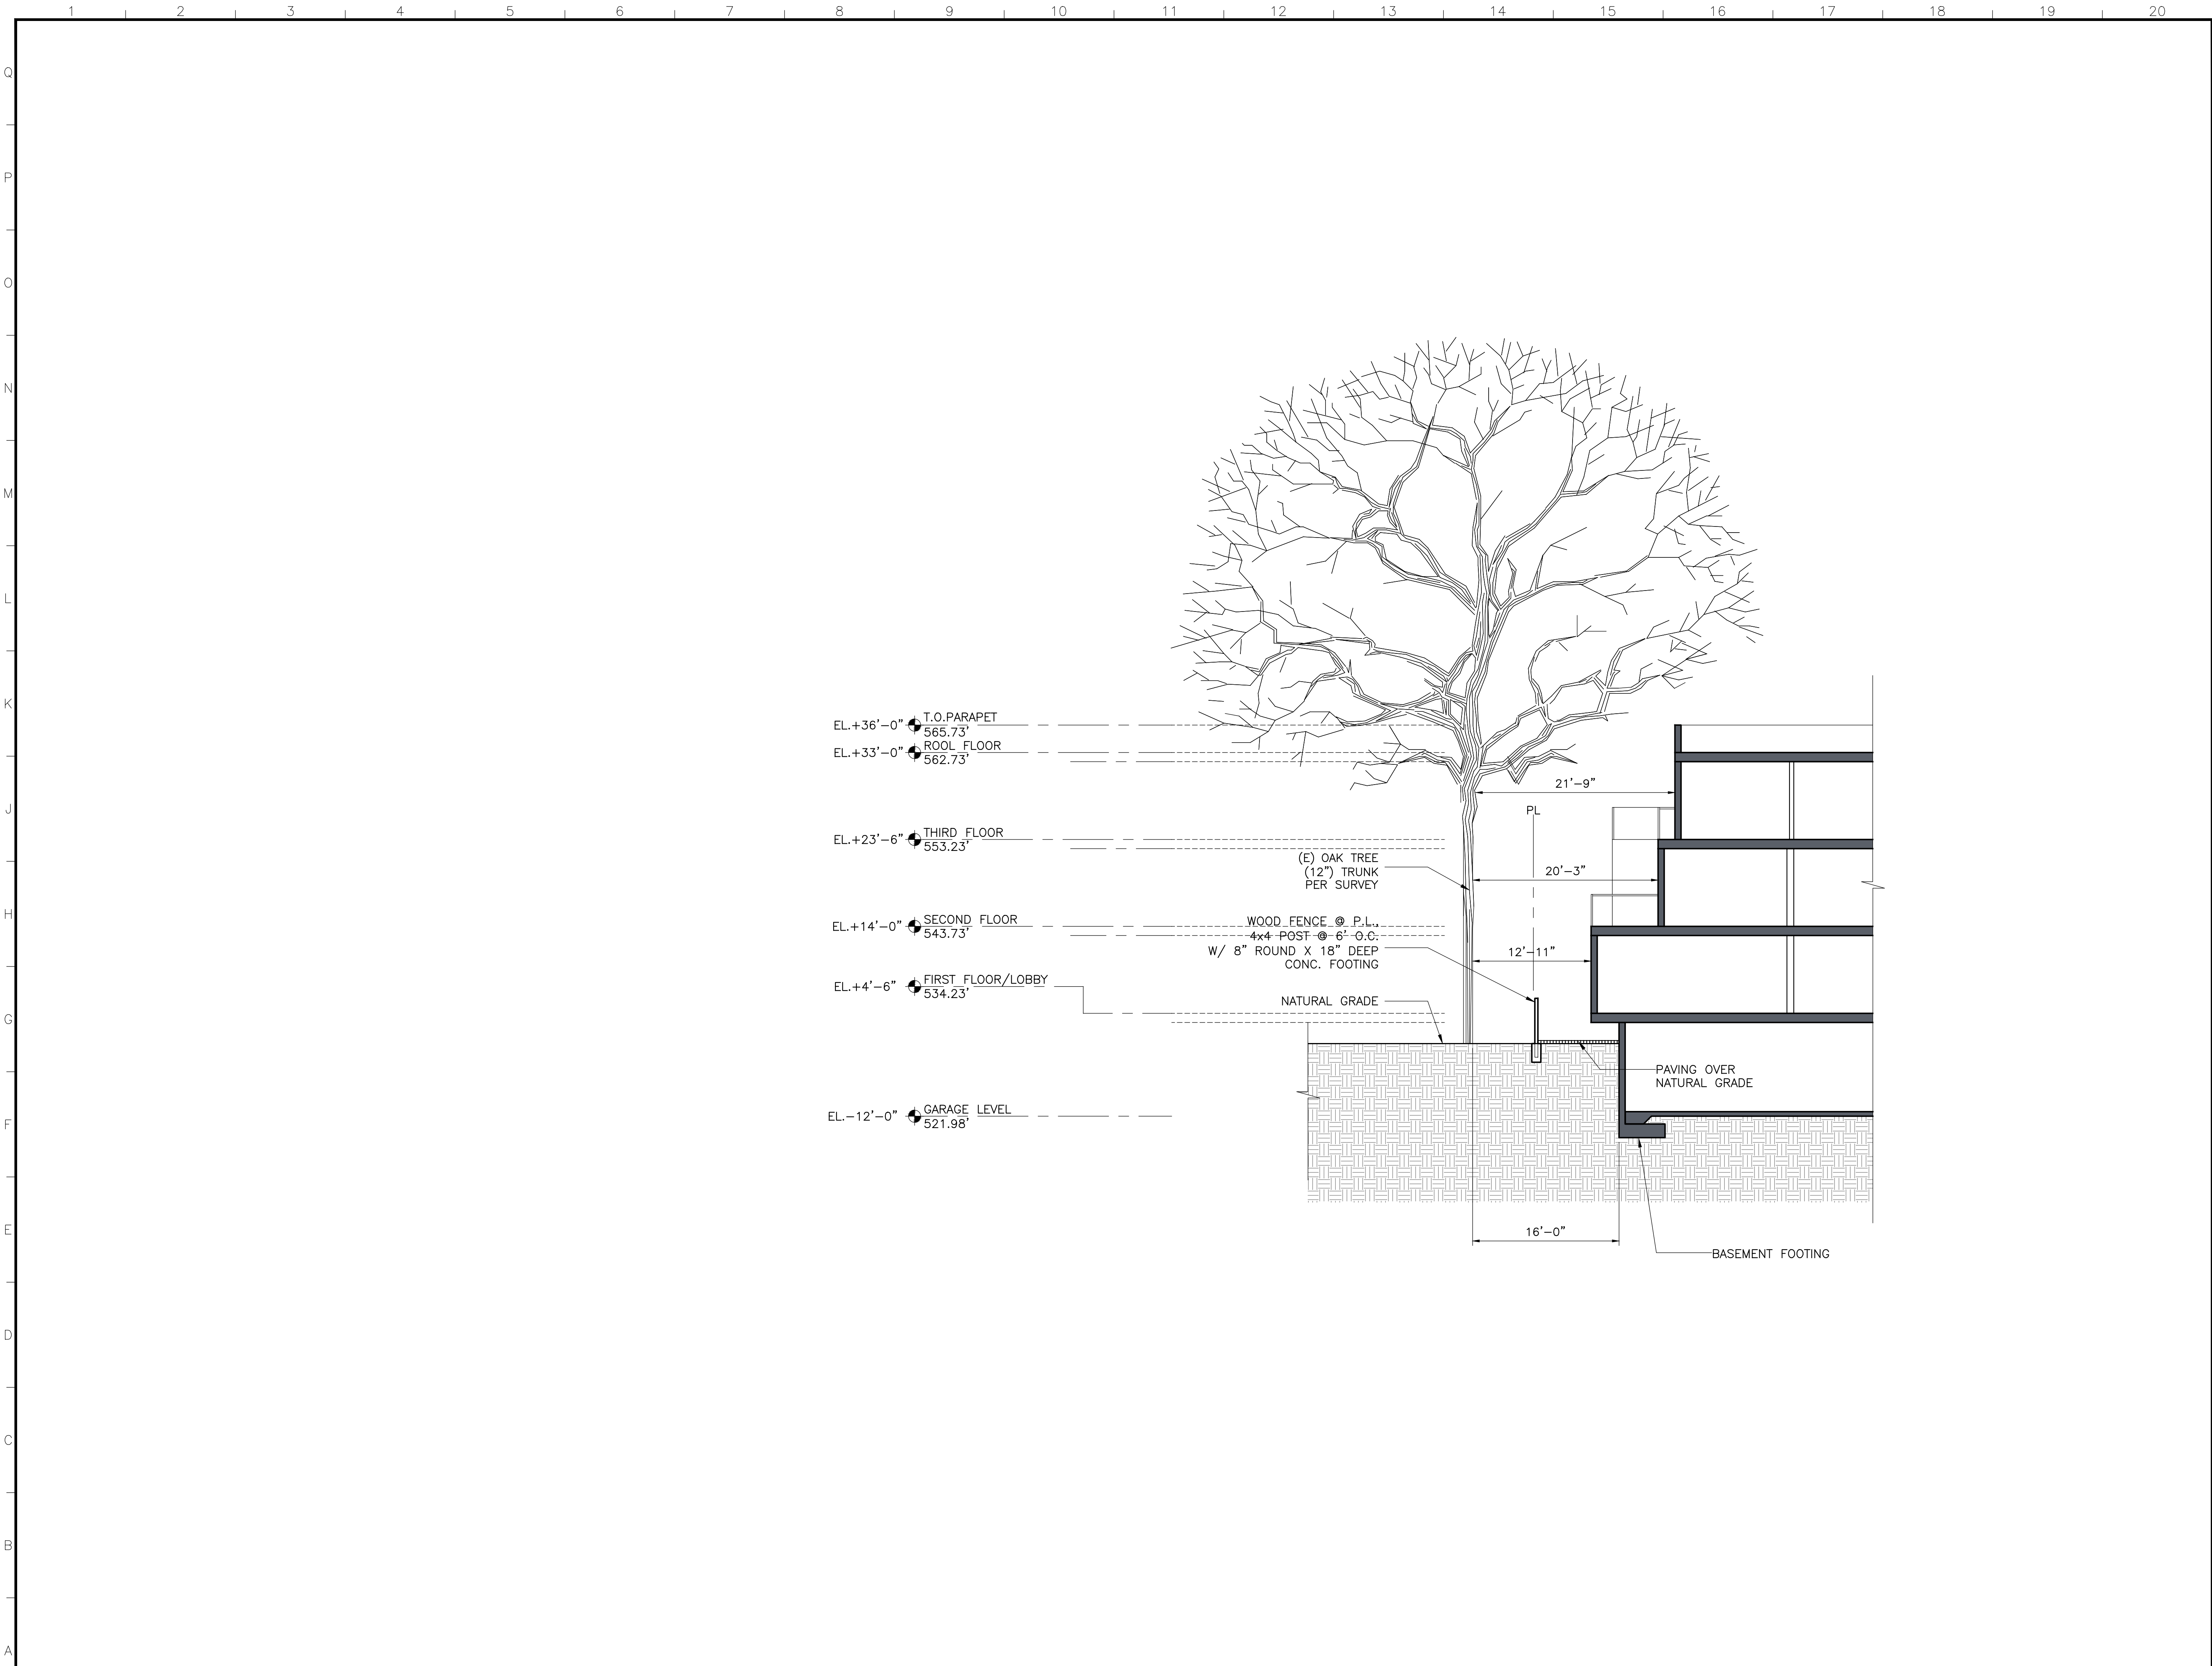 1 2 3 4 5 6 7 8 9 10 11 12 13 14 15 16 17 18 19 20
Q
P
O
N
M
L
K
J
H
G
F
E
D
C
B
A
EL.+36'-0" T.O.PARAPET
565.73'
EL.+33'-0" ROOL FLOOR
562.73'
EL.+23'-6" THIRD FLOOR
553.23'
EL.+14'-0" SECOND FLOOR
543.73'
EL.+4'-6" FIRST FLOOR/LOBBY
534.23'
EL.-12'-0" GARAGE LEVEL
521.98'
21'-9"
PL
(E) OAK TREE
(12") TRUNK
PER SURVEY
20'-3"
WOOD FENCE @ P.L.,
4x4 POST @ 6' O.C.
W/ 8" ROUND X 18" DEEP
CONC. FOOTING
12'-11"
NATURAL GRADE
PAVING OVER
NATURAL GRADE
16'-0"
BASEMENT FOOTING